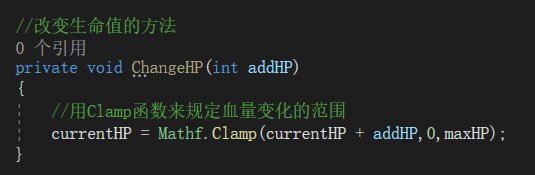 //改变生命值的方法
0 个引用
private void ChangeHP(int addHP)
{
//用Clamp函数来规定血量变化的范围
currentHP = Mathf.Clamp(currentHP + addHP,0,maxHP);
}